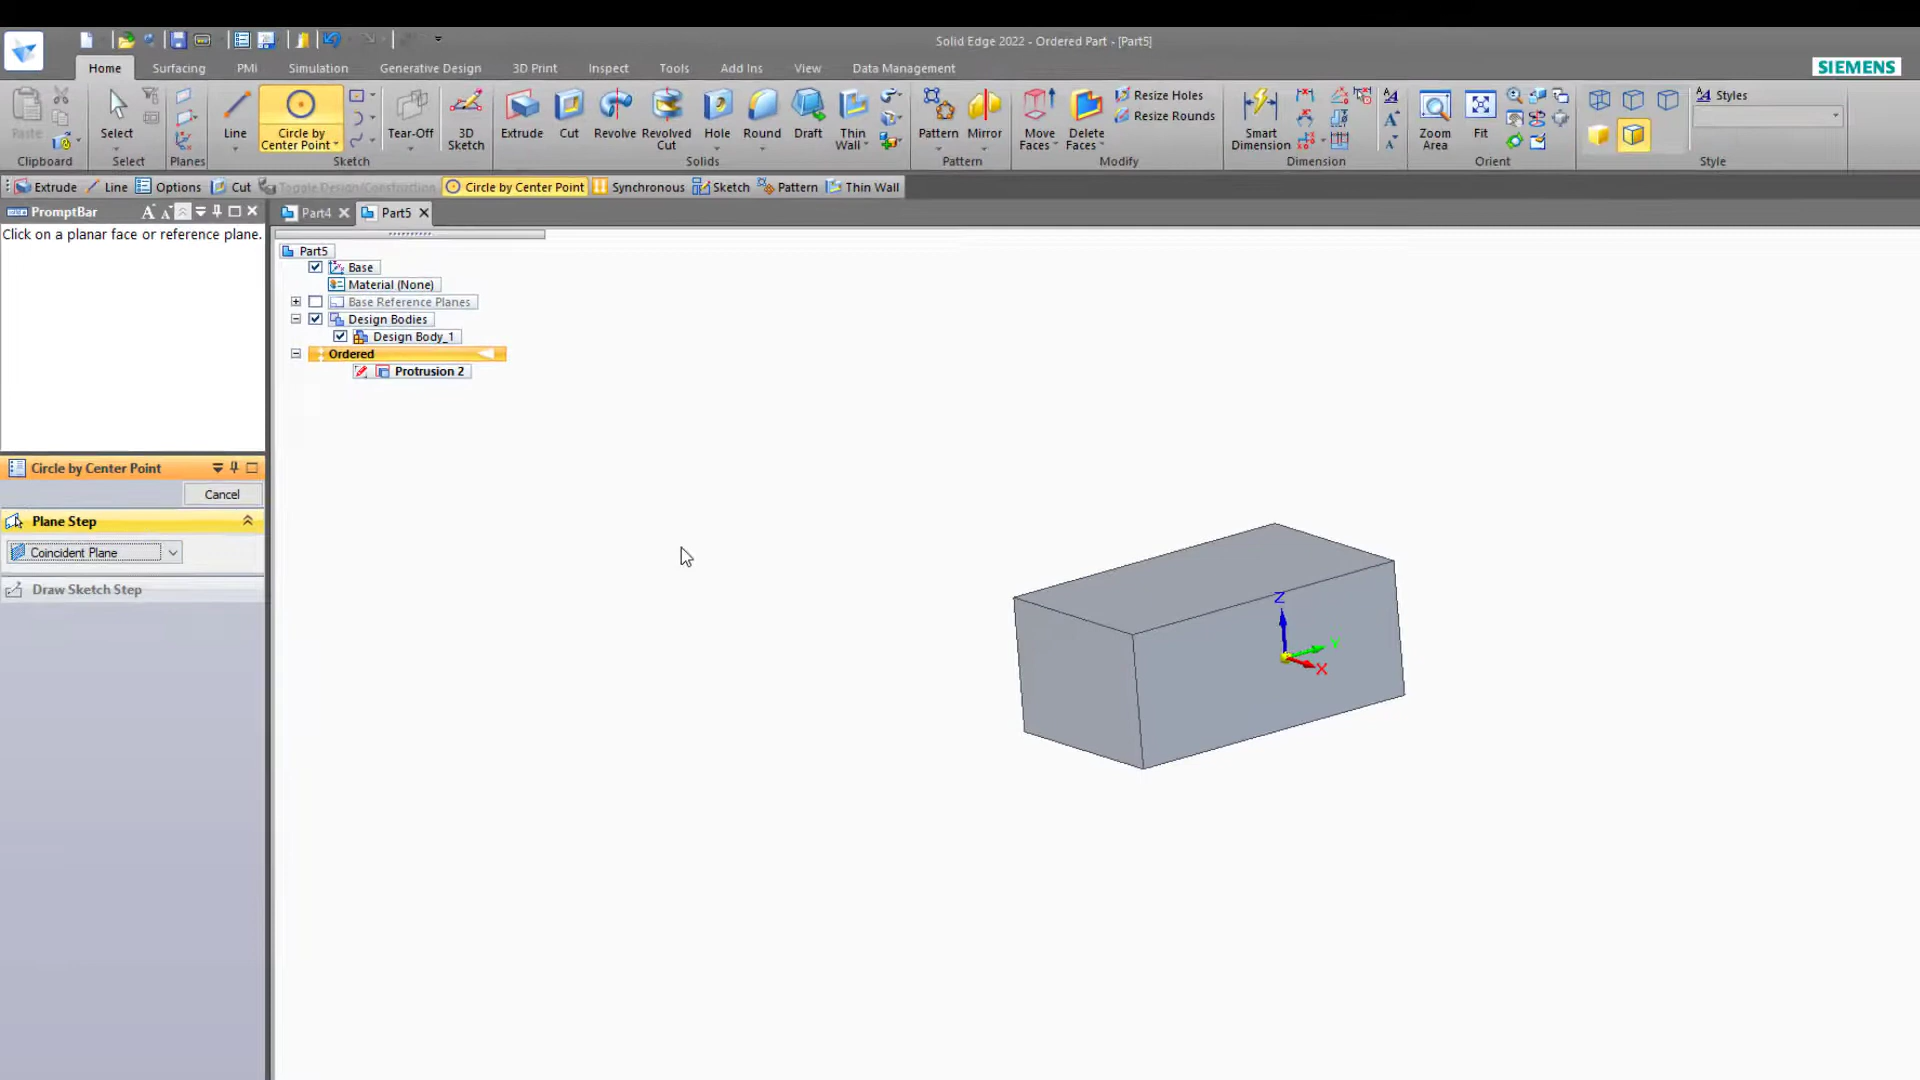 Solid Edge 2022 - Ordered Part - [Part5]
Home Surfacing PMI Simulation Generative Design 3D Print Inspect Tools Add Ins View Data Management
SIEMENS
Paste
Clipboard
Select
Select
Planes
Line
Circle by
Center Point
Tear-Off
3D
Sketch
Sketch
Extrude
Cut
Revolve
Revolved
Cut
Hole
Round
Draft
Thin
Wall
Solids
Pattern
Mirror
Pattern
Move
Faces
Delete
Faces
Resize Holes
Resize Rounds
Modify
Smart
Dimension
Dimension
Zoom
Area
Fit
Orient
Styles
Style
Extrude Line Options Cut Toggle Design/Construction Circle by Center Point Synchronous Sketch Pattern Thin Wall
PromptBar
Click on a planar face or reference plane.
Part4
Part5
Part5
Base
Material (None)
Base Reference Planes
Design Bodies
Design Body_1
Ordered
Protrusion 2
Circle by Center Point
Cancel
Plane Step
Coincident Plane
Draw Sketch Step
Z
Y
X